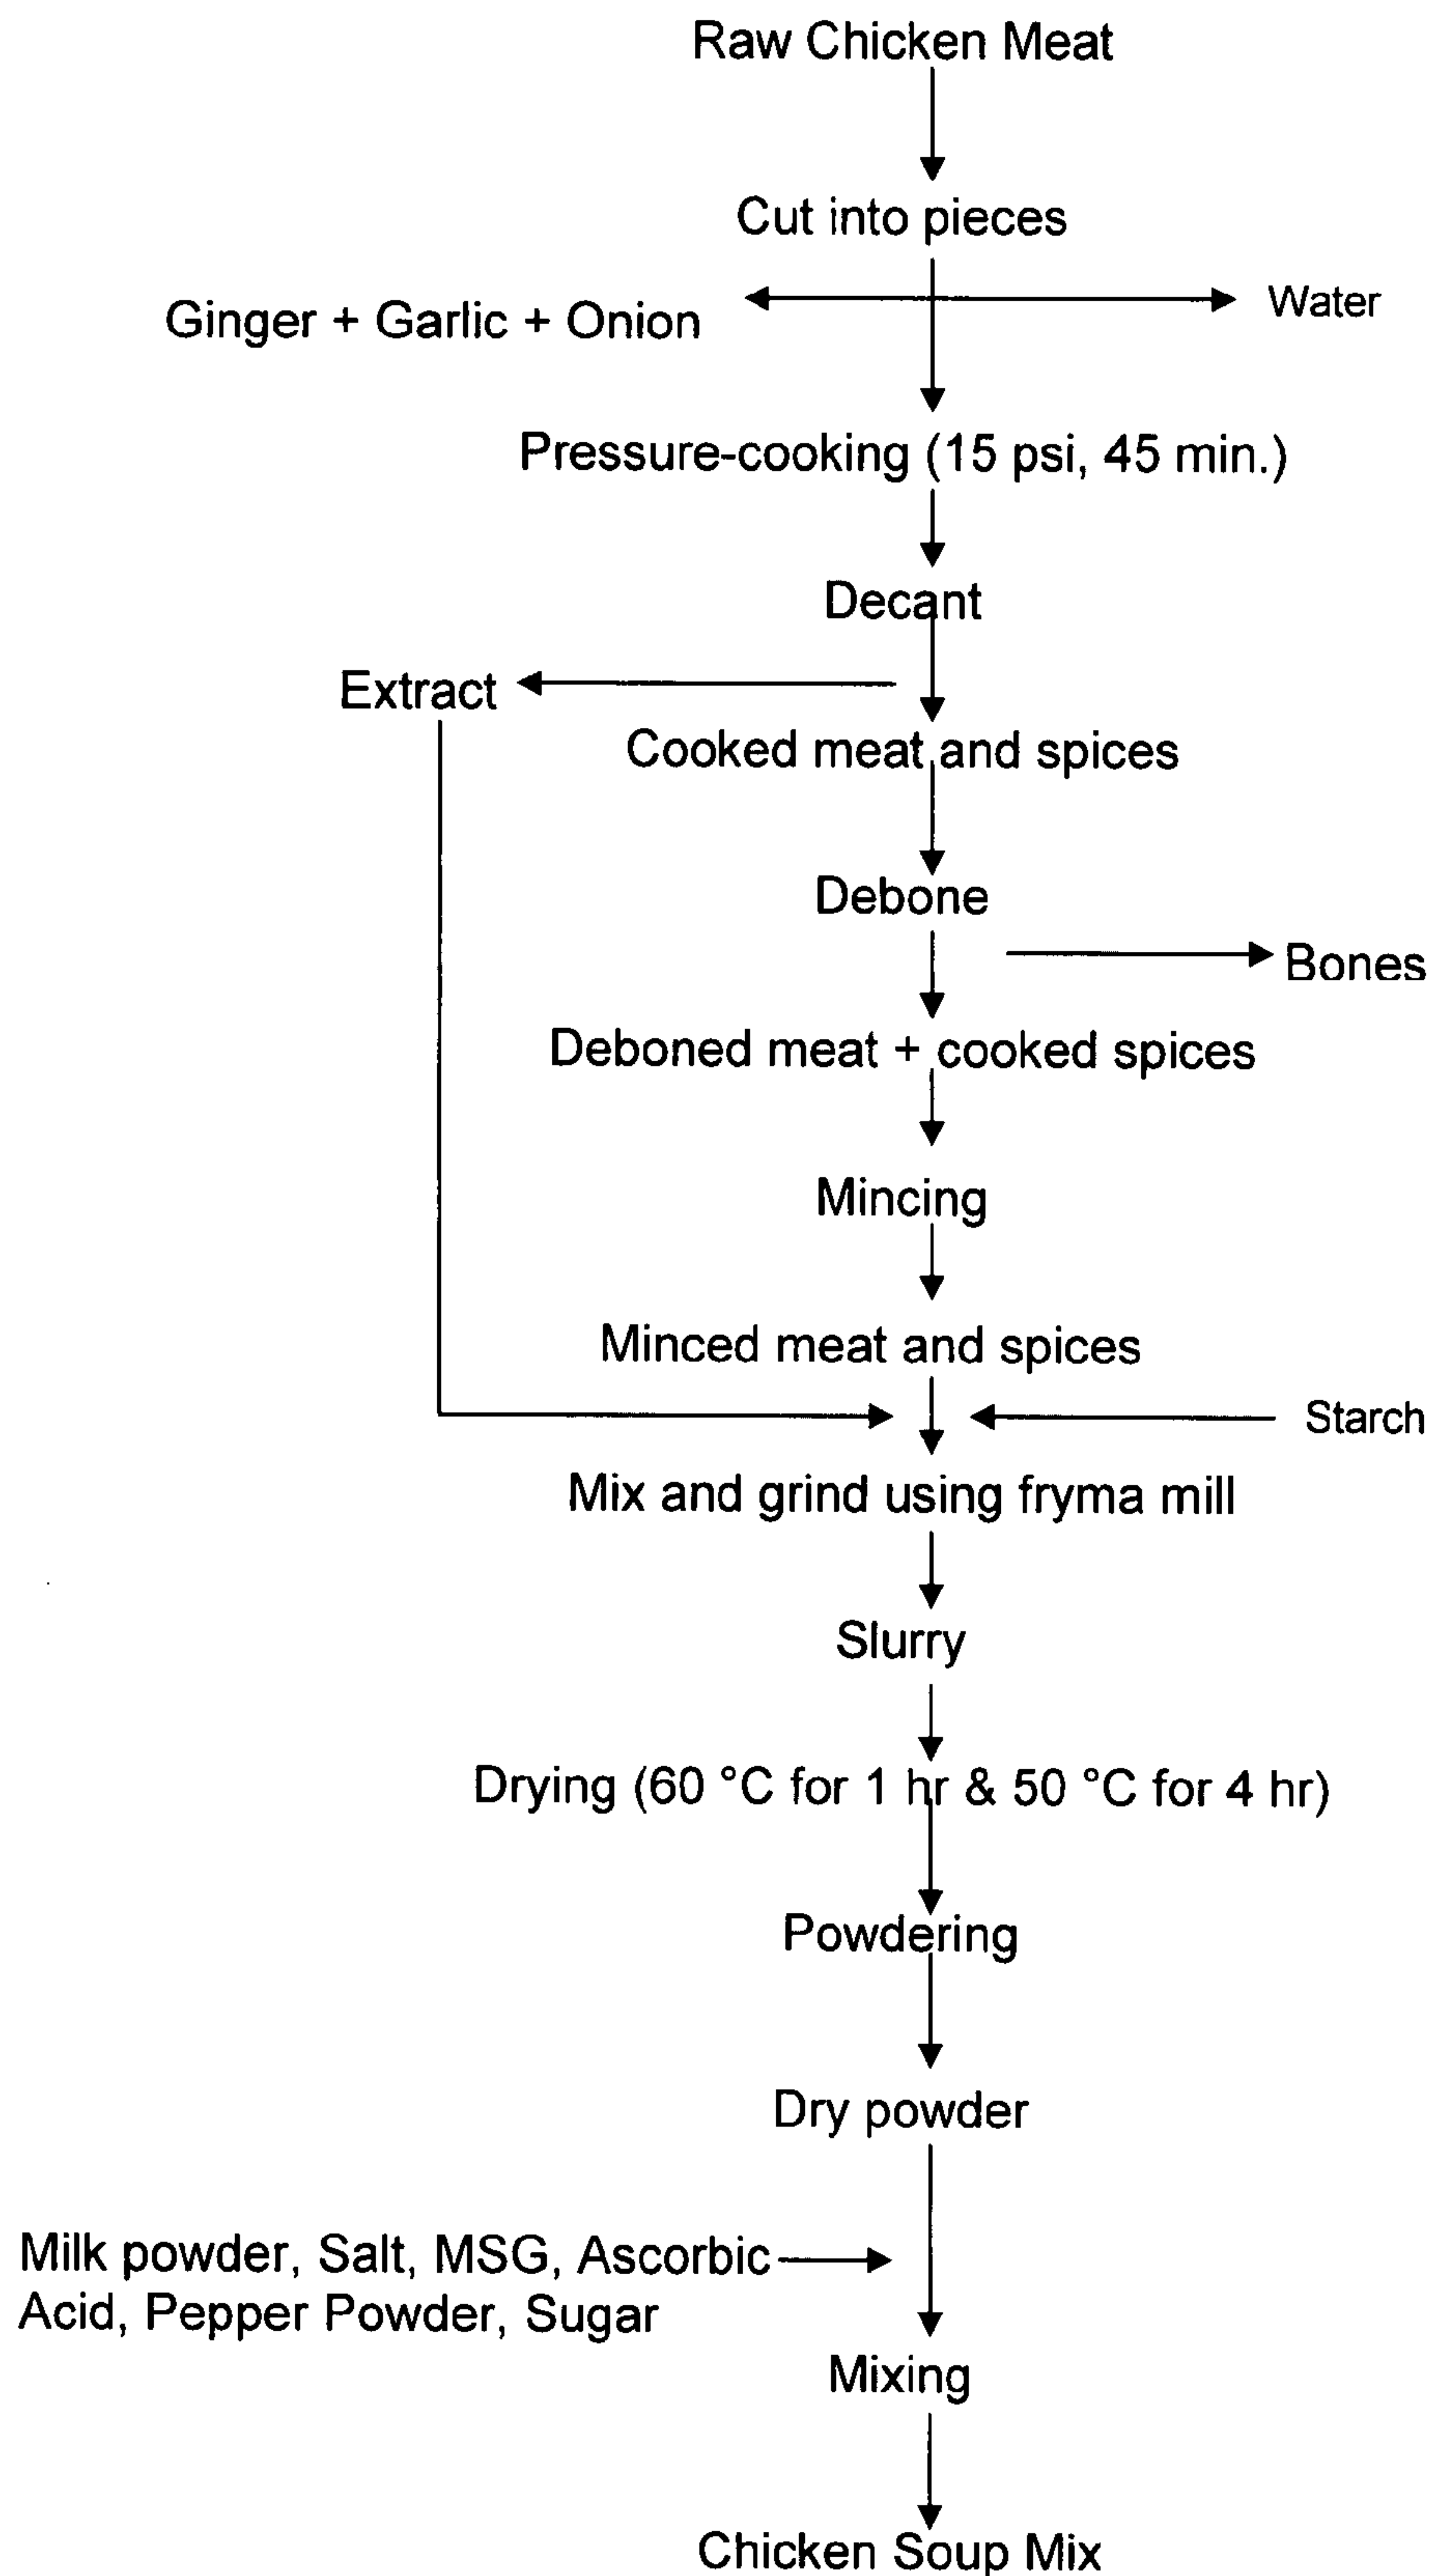 Raw Chicken Meat
Cut into pieces
Ginger + Garlic + Onion
Water
Pressure-cooking (15 psi, 45 min.)
Decant
Extract
Cooked meat and spices
Debone
Bones
Deboned meat + cooked spices
Mincing
Minced meat and spices
Starch
Mix and grind using fryma mill
Slurry
Drying (60 °C for 1 hr & 50 °C for 4 hr)
Powdering
Dry powder
Milk powder, Salt, MSG, Ascorbic
Acid, Pepper Powder, Sugar
Mixing
Chicken Soup Mix